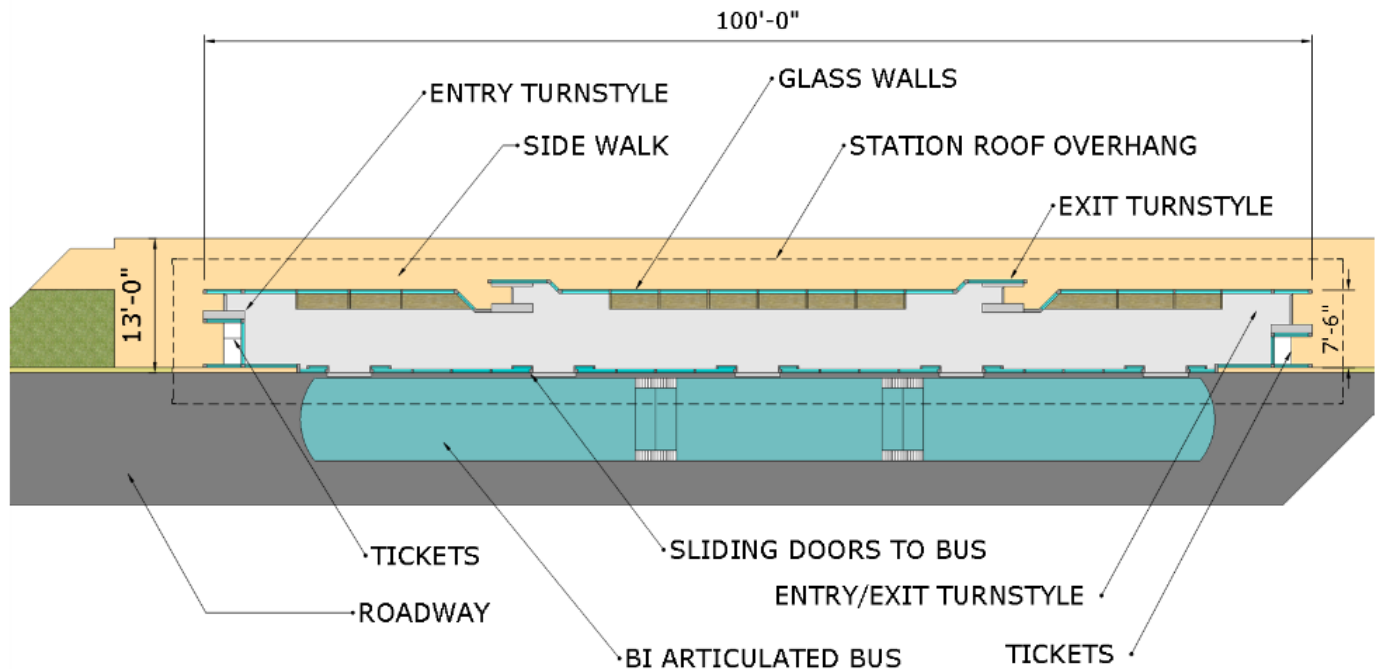 100'-0"
GLASS WALLS
ENTRY TURNSTYLE
SIDE WALK
STATION ROOF OVERHANG
EXIT TURNSTYLE
13'-0"
7'-6"
TICKETS
SLIDING DOORS TO BUS
ENTRY/EXIT TURNSTYLE
ROADWAY
BI ARTICULATED BUS
TICKETS